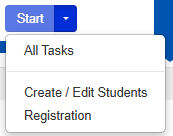 Start
All Tasks
Create / Edit Students
Registration